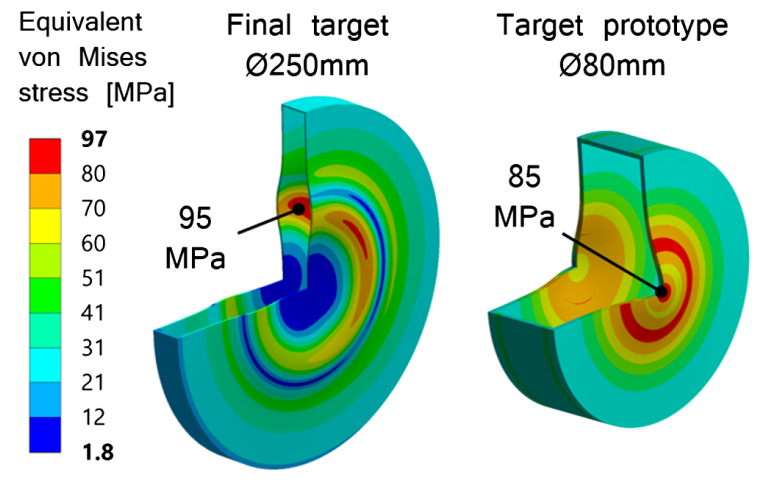 Equivalent
von Mises
stress [MPa]
Final target
Ø250mm
Target prototype
Ø80mm
97
80
70
60
51
41
31
21
12
1.8
95
MPa
85
MPa